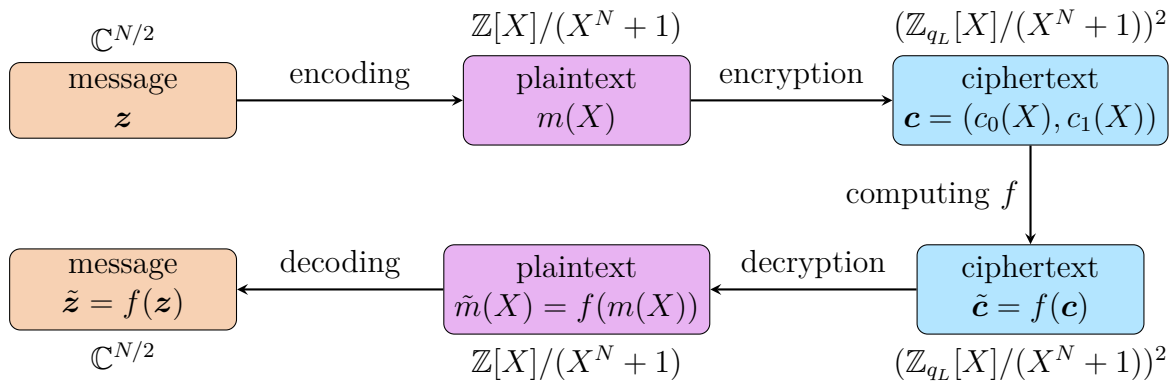 ℂ^{N/2}
ℤ[X]/(X^N + 1)
(ℤ_{q_L}[X]/(X^N + 1))^2
message
z
encoding
plaintext
m(X)
encryption
ciphertext
c = (c_0(X), c_1(X))
computing f
message
z̃ = f(z)
decoding
plaintext
m̃(X) = f(m(X))
decryption
ciphertext
c̃ = f(c)
ℂ^{N/2}
ℤ[X]/(X^N + 1)
(ℤ_{q_L}[X]/(X^N + 1))^2